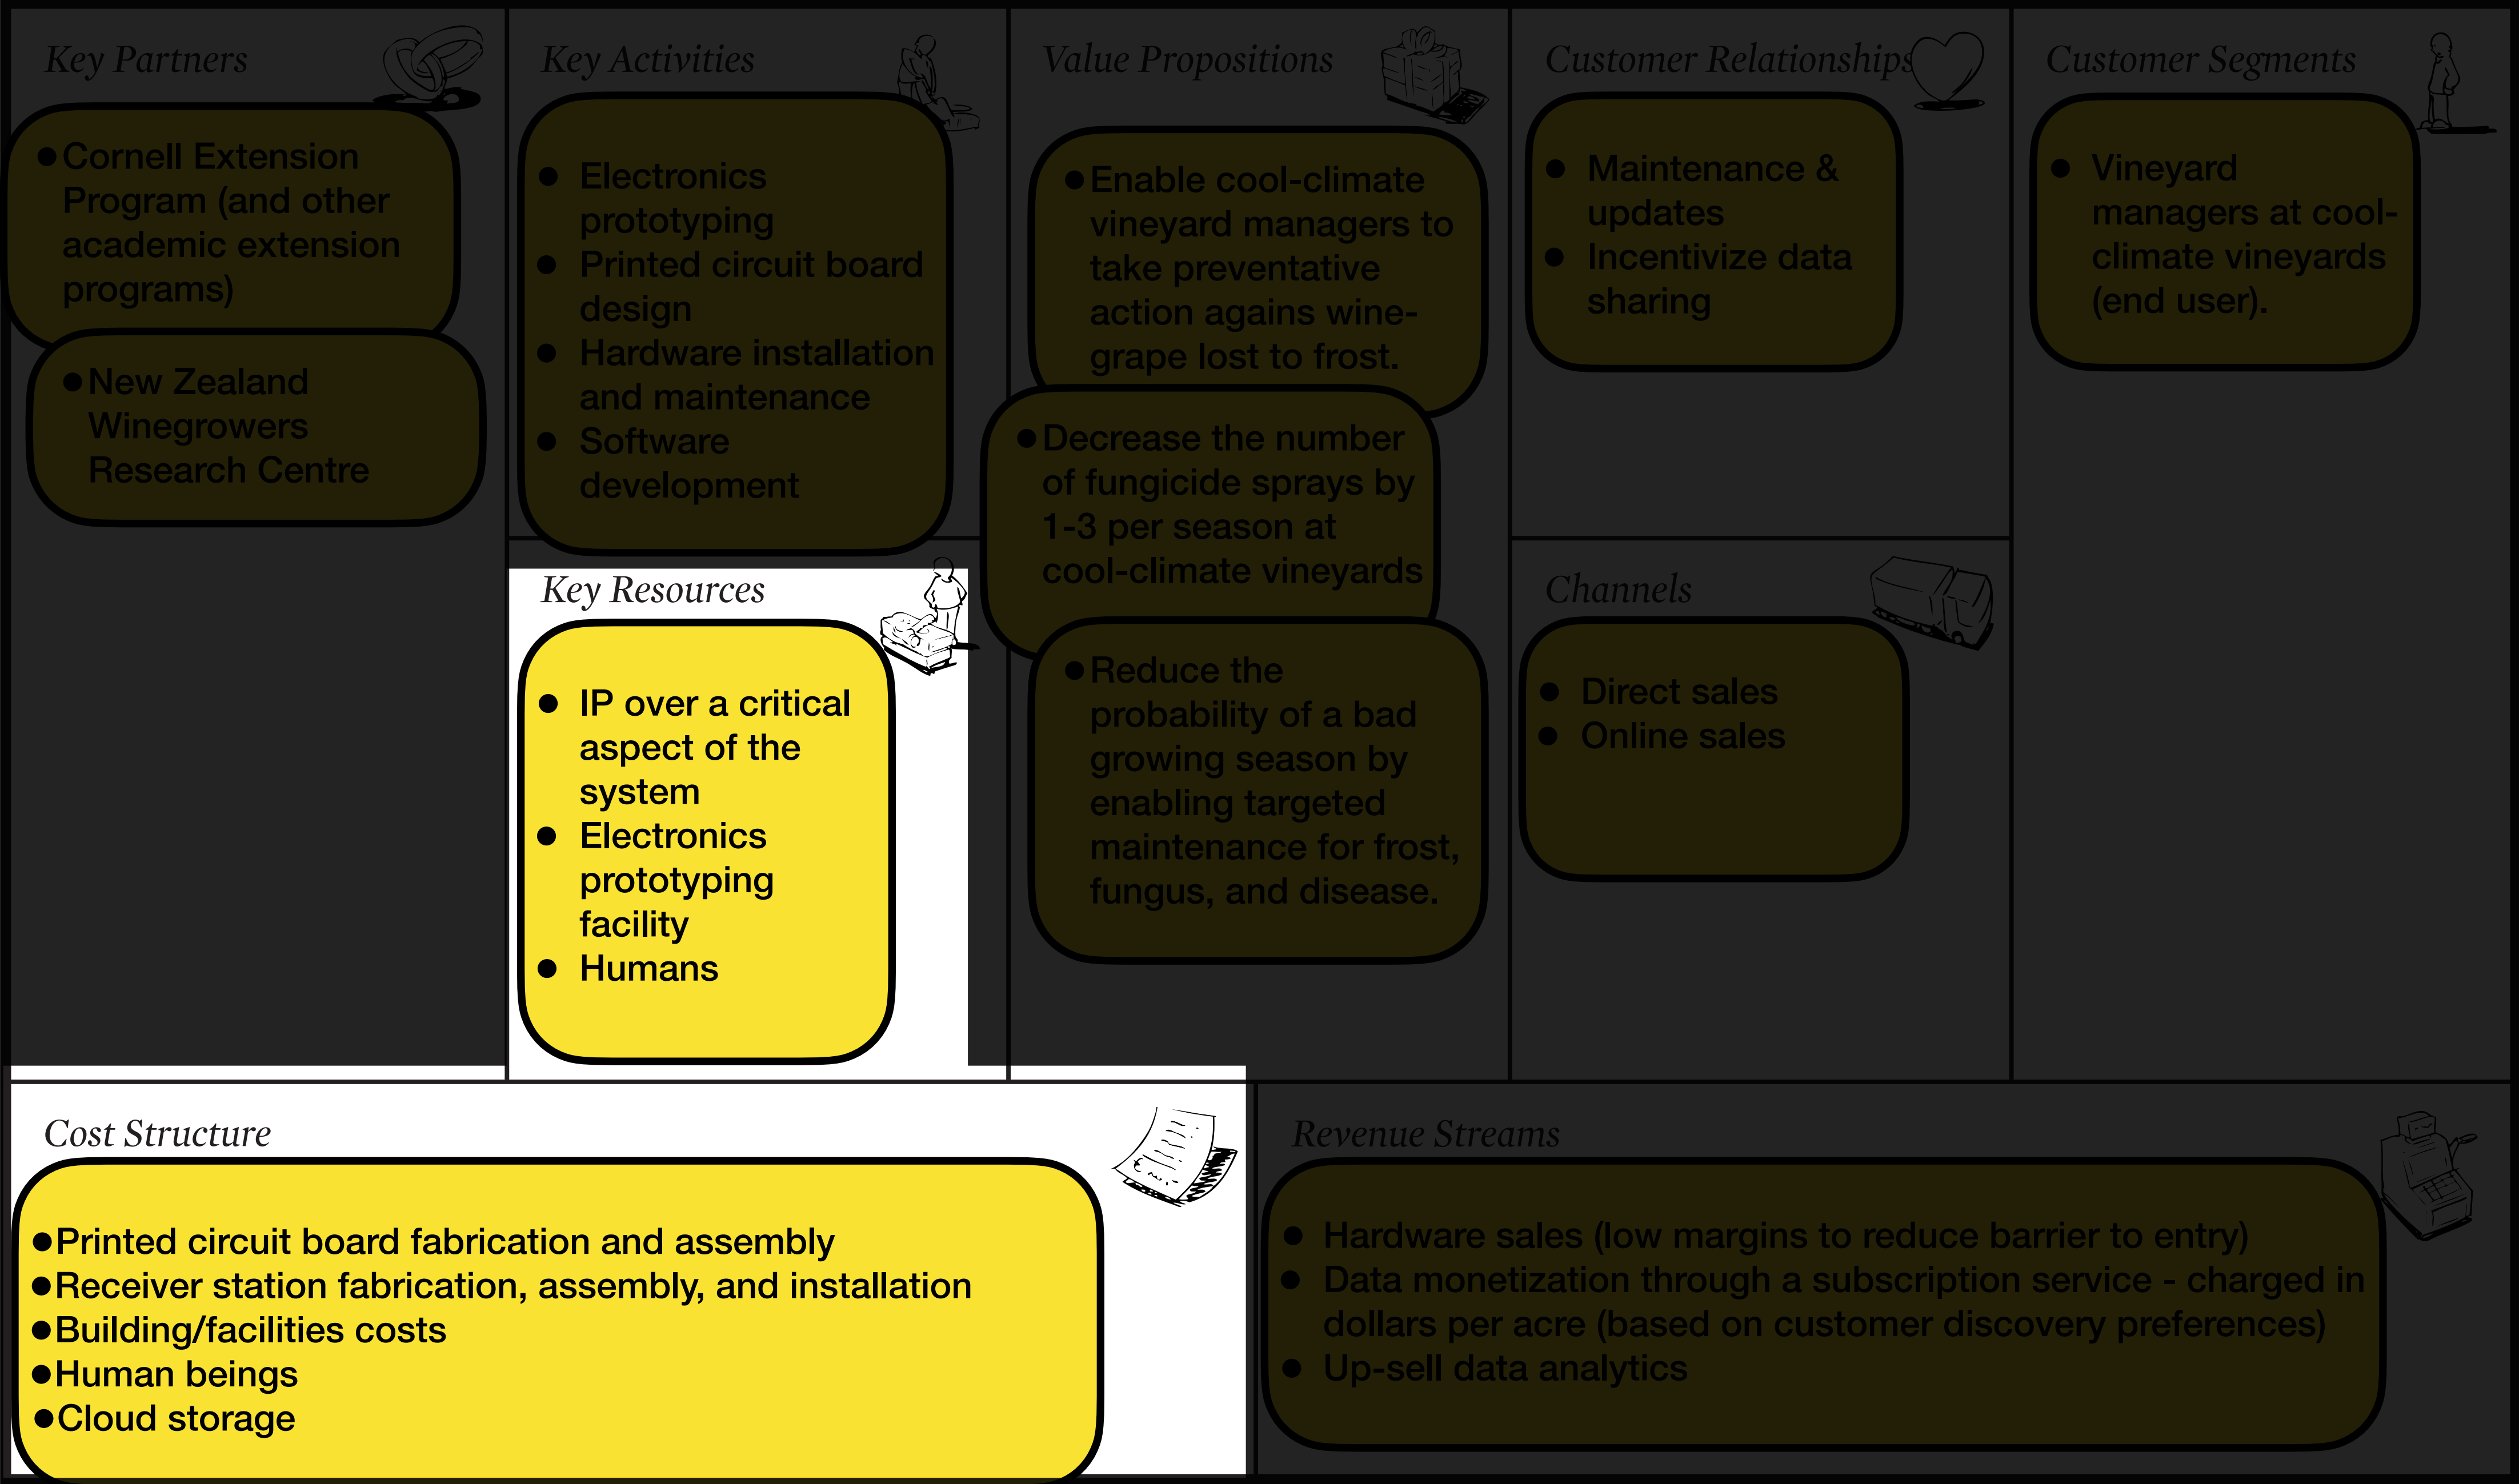 Key Partners
● Cornell Extension
Program (and other
academic extension
programs)
● New Zealand
Winegrowers
Research Centre
Key Activities
● Electronics
prototyping
● Printed circuit board
design
● Hardware installation
and maintenance
● Software
development
Key Resources
● IP over a critical
aspect of the
system
● Electronics
prototyping
facility
● Humans
Value Propositions
● Enable cool-climate
vineyard managers to
take preventative
action agains wine-
grape lost to frost.
● Decrease the number
of fungicide sprays by
1-3 per season at
cool-climate vineyards
● Reduce the
probability of a bad
growing season by
enabling targeted
maintenance for frost,
fungus, and disease.
Customer Relationships
● Maintenance &
updates
● Incentivize data
sharing
Channels
● Direct sales
● Online sales
Customer Segments
● Vineyard
managers at cool-
climate vineyards
(end user).
Cost Structure
● Printed circuit board fabrication and assembly
● Receiver station fabrication, assembly, and installation
● Building/facilities costs
● Human beings
● Cloud storage
Revenue Streams
● Hardware sales (low margins to reduce barrier to entry)
● Data monetization through a subscription service - charged in
dollars per acre (based on customer discovery preferences)
● Up-sell data analytics